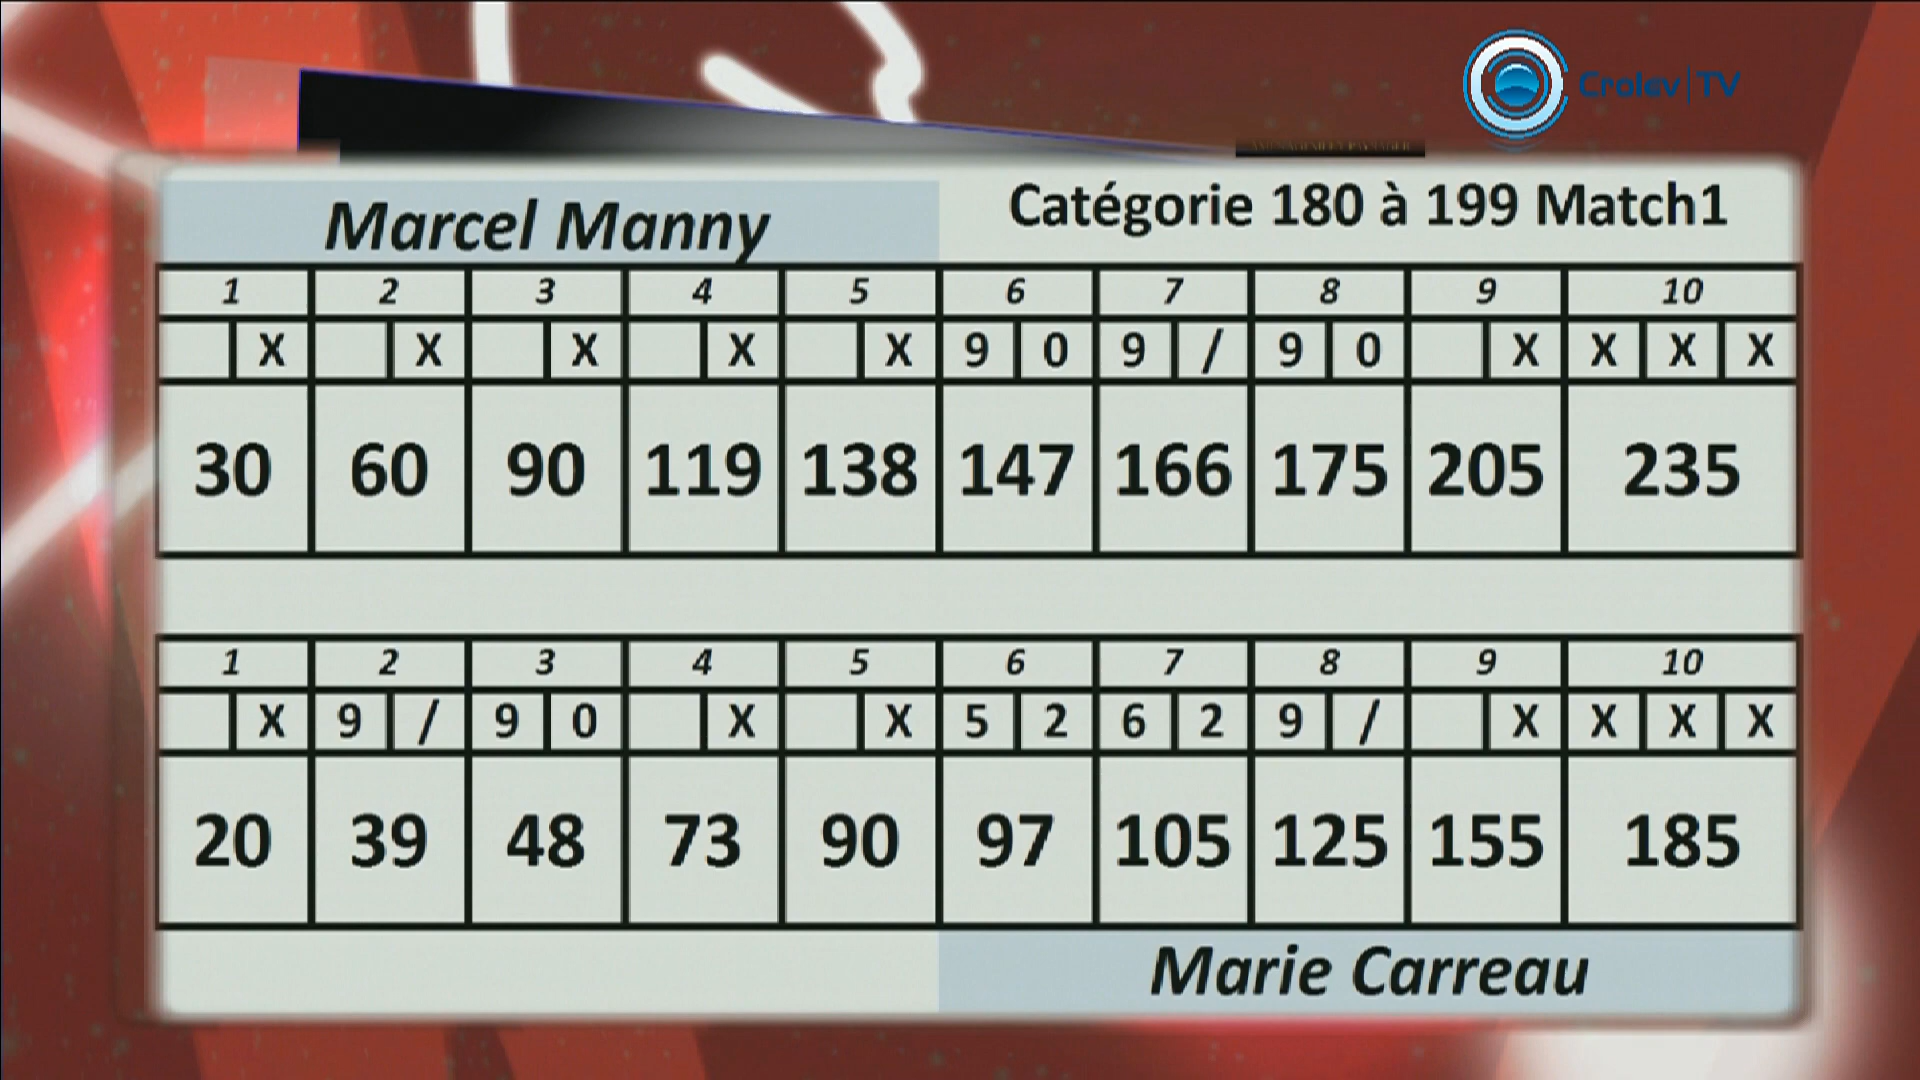 Crolev|TV
Marcel Manny
Catégorie 180 à 199 Match1
1 2 3 4 5 6 7 8 9 10
X X X X X 9 0 9 / 9 0 X X X X
30 60 90 119 138 147 166 175 205 235
1 2 3 4 5 6 7 8 9 10
X 9 / 9 0 X X 5 2 6 2 9 / X X X X
20 39 48 73 90 97 105 125 155 185
Marie Carreau